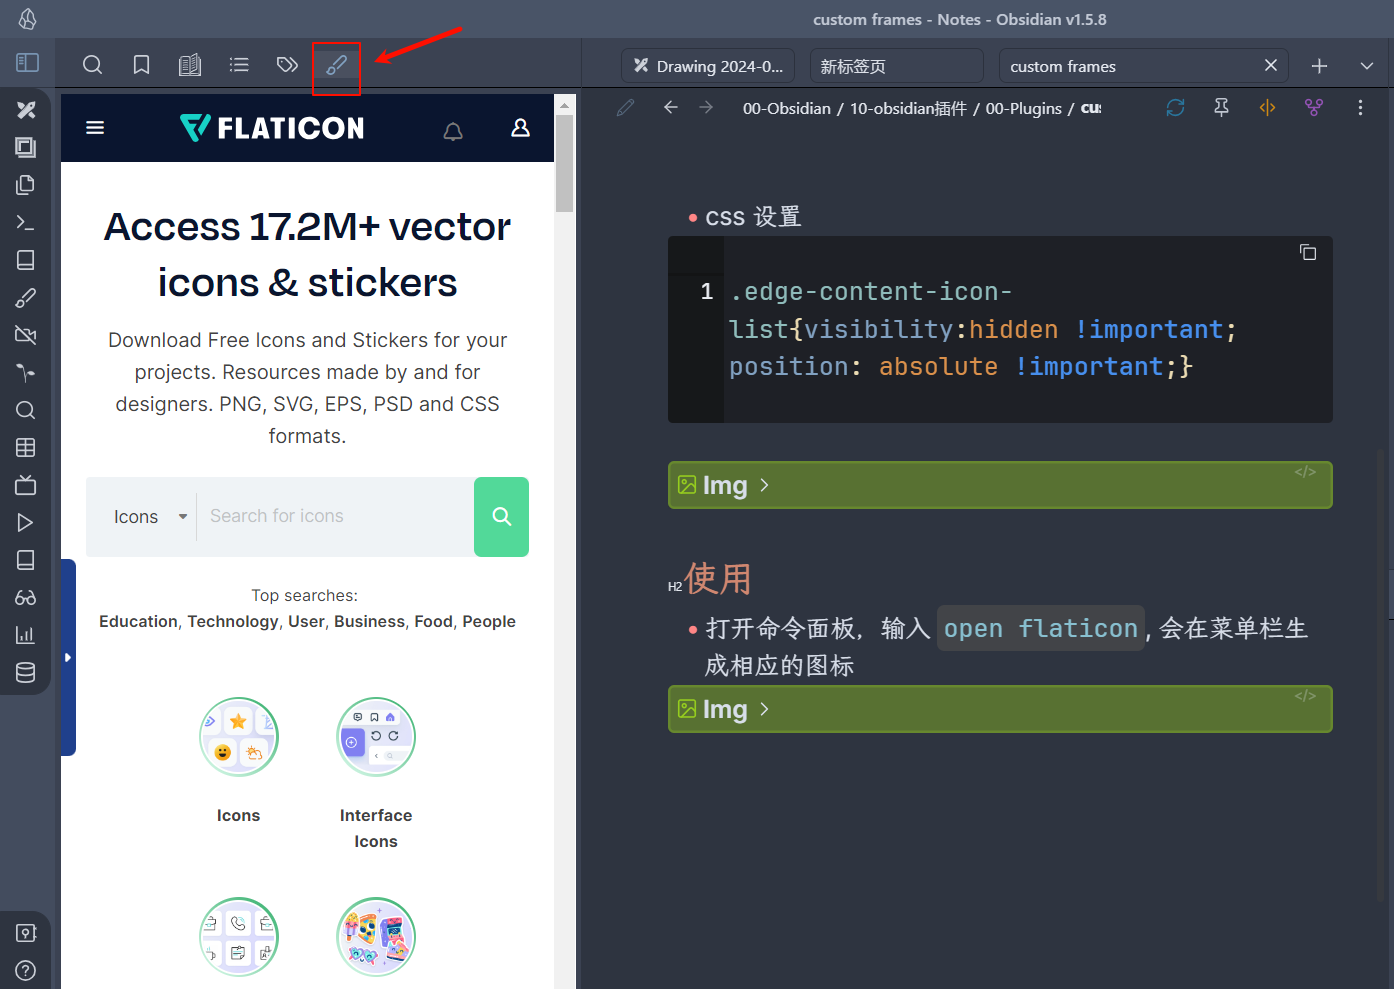 custom frames - Notes - Obsidian v1.5.8
Drawing 2024-0...
新标签页
custom frames
FLATICON
00-Obsidian / 10-obsidian插件 / 00-Plugins /
Access 17.2M+ vector
icons & stickers
Download Free Icons and Stickers for your
projects. Resources made by and for
designers. PNG, SVG, EPS, PSD and CSS
formats.
Icons
Search for icons
Top searches:
Education, Technology, User, Business, Food, People
Icons
Interface
Icons
css 设置
1
.edge-content-icon-
list{visibility:hidden !important;
position: absolute !important;}
Img
</>
H2使用
打开命令面板, 输入 open flaticon, 会在菜单栏生
成相应的图标
Img
</>